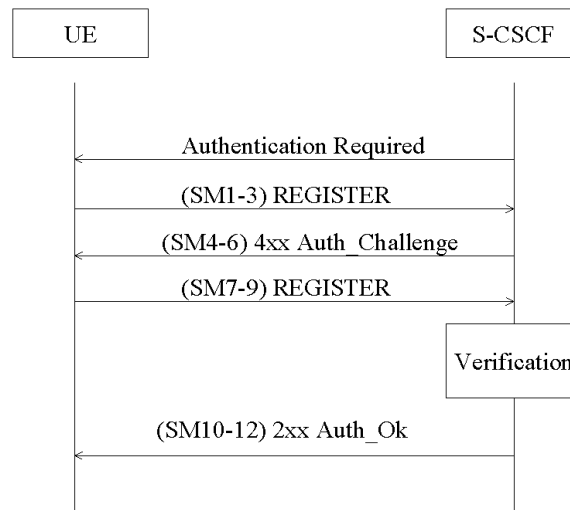 UE
S-CSCF
Authentication Required
(SM1-3) REGISTER
(SM4-6) 4xx Auth_Challenge
(SM7-9) REGISTER
Verification
(SM10-12) 2xx Auth_Ok